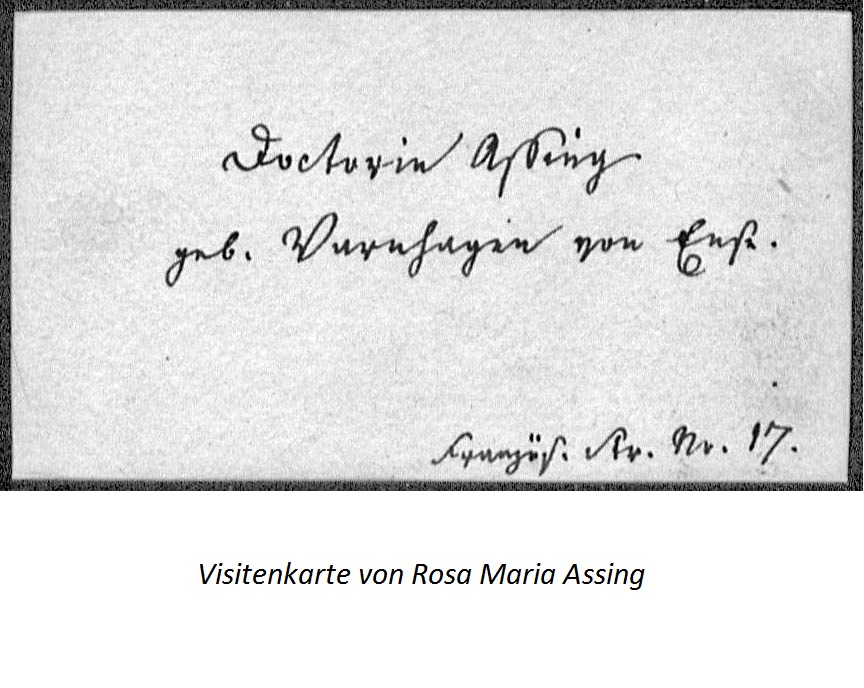 Doctorin Assing
geb. Varnhagen von Ense.
Französ. Str. Nr. 17.
Visitenkarte von Rosa Maria Assing